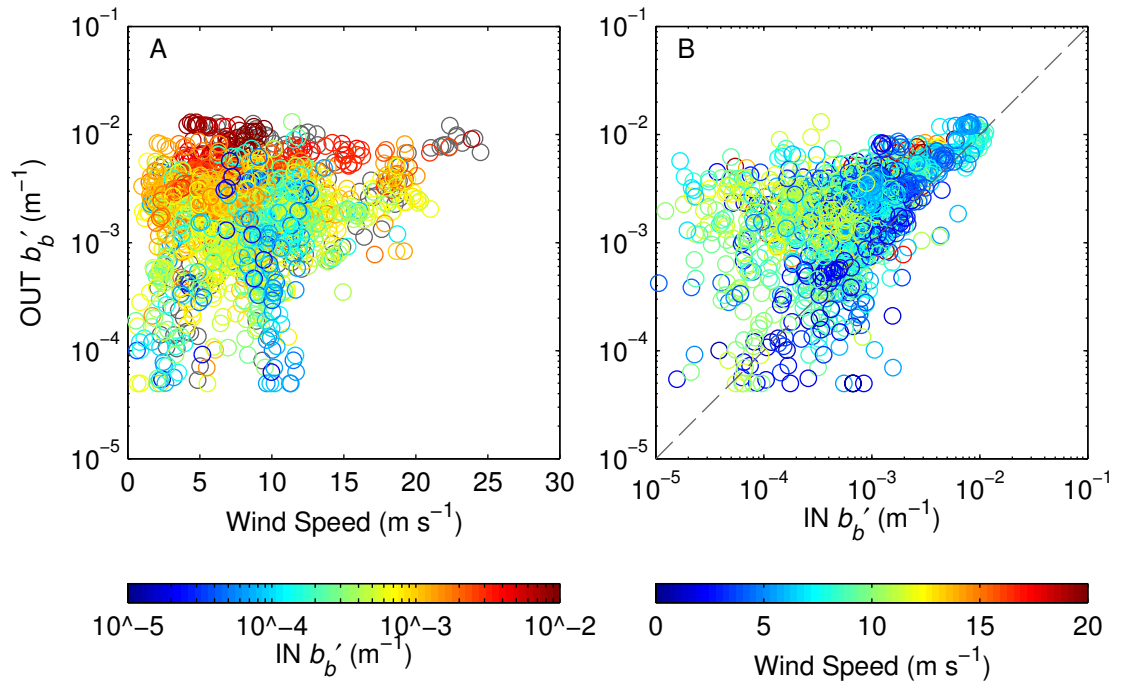 A
B
10⁻¹
10⁻²
10⁻³
10⁻⁴
10⁻⁵
OUT b_b′ (m⁻¹)
0 5 10 15 20 25 30
Wind Speed (m s⁻¹)
10⁻¹
10⁻²
10⁻³
10⁻⁴
10⁻⁵
10⁻⁵ 10⁻⁴ 10⁻³ 10⁻² 10⁻¹
IN b_b′ (m⁻¹)
10^−5 10^−4 10^−3 10^−2
IN b_b′ (m⁻¹)
0 5 10 15 20
Wind Speed (m s⁻¹)